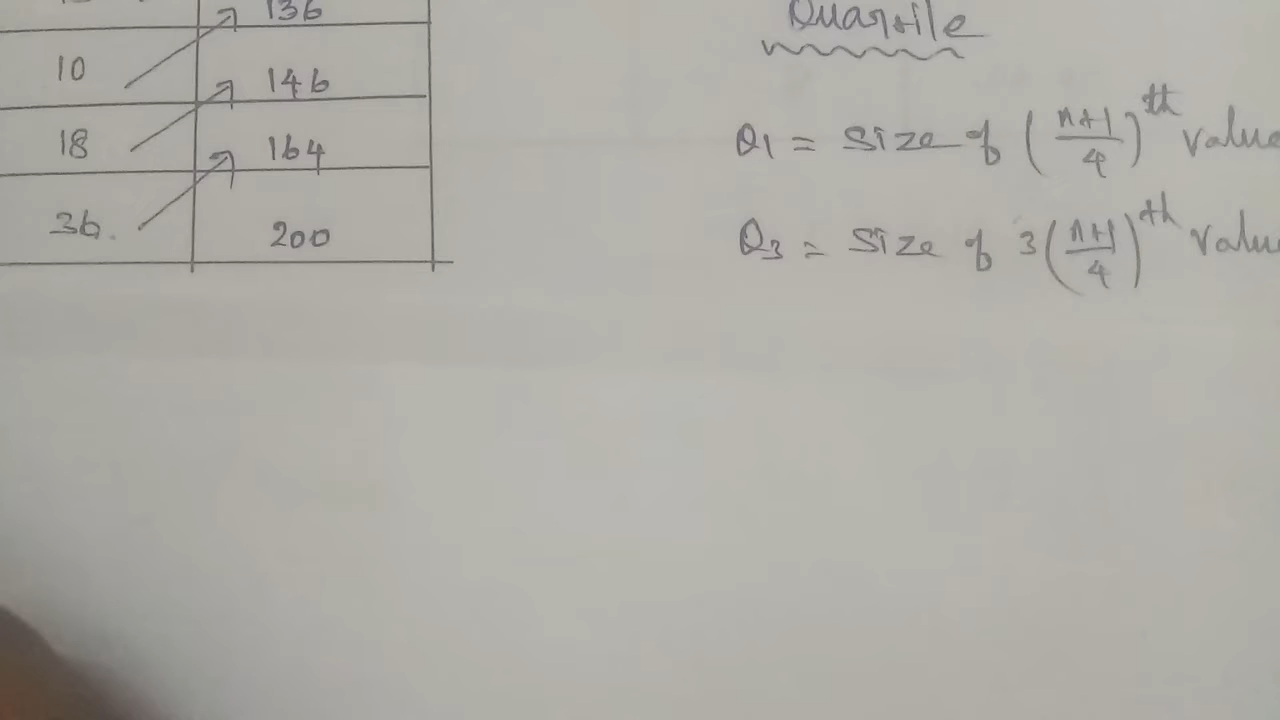 136
10 146
18 164
36. 200
Quartile
Q1 = Size of (n+1/4)th value
Q3 = Size of 3(n+1/4)th value